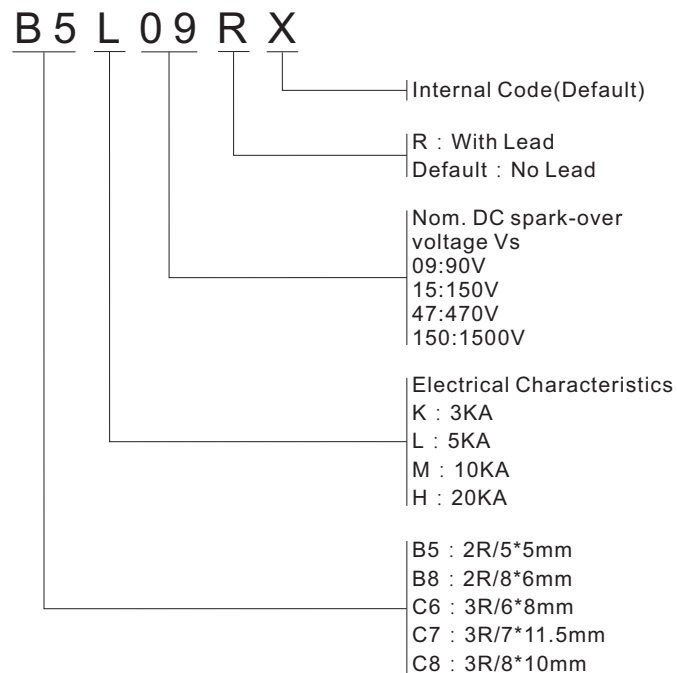 B5L09RX
Internal Code(Default)
R : With Lead
Default : No Lead
Nom. DC spark-over
voltage Vs
09:90V
15:150V
47:470V
150:1500V
Electrical Characteristics
K : 3KA
L : 5KA
M : 10KA
H : 20KA
B5 : 2R/5*5mm
B8 : 2R/8*6mm
C6 : 3R/6*8mm
C7 : 3R/7*11.5mm
C8 : 3R/8*10mm